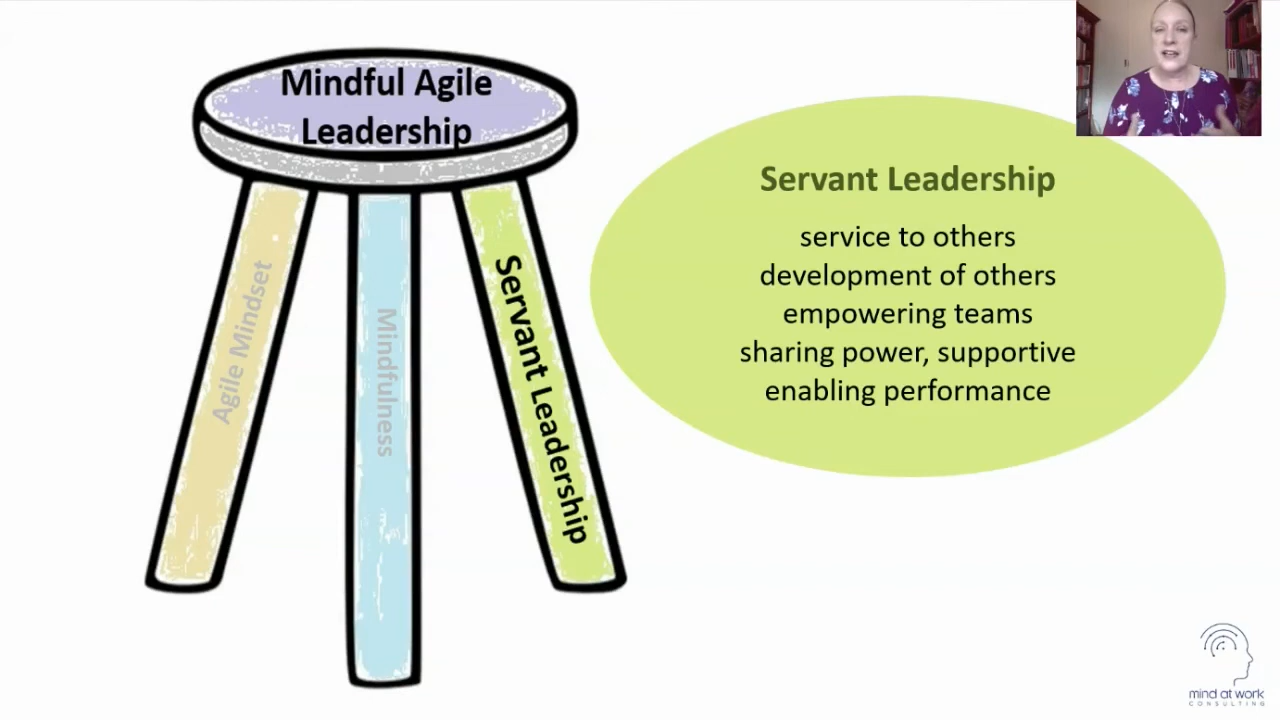 Mindful Agile
Leadership
Agile Mindset
Mindfulness
Servant Leadership
Servant Leadership
service to others
development of others
empowering teams
sharing power, supportive
enabling performance
mind at work
CONSULTING